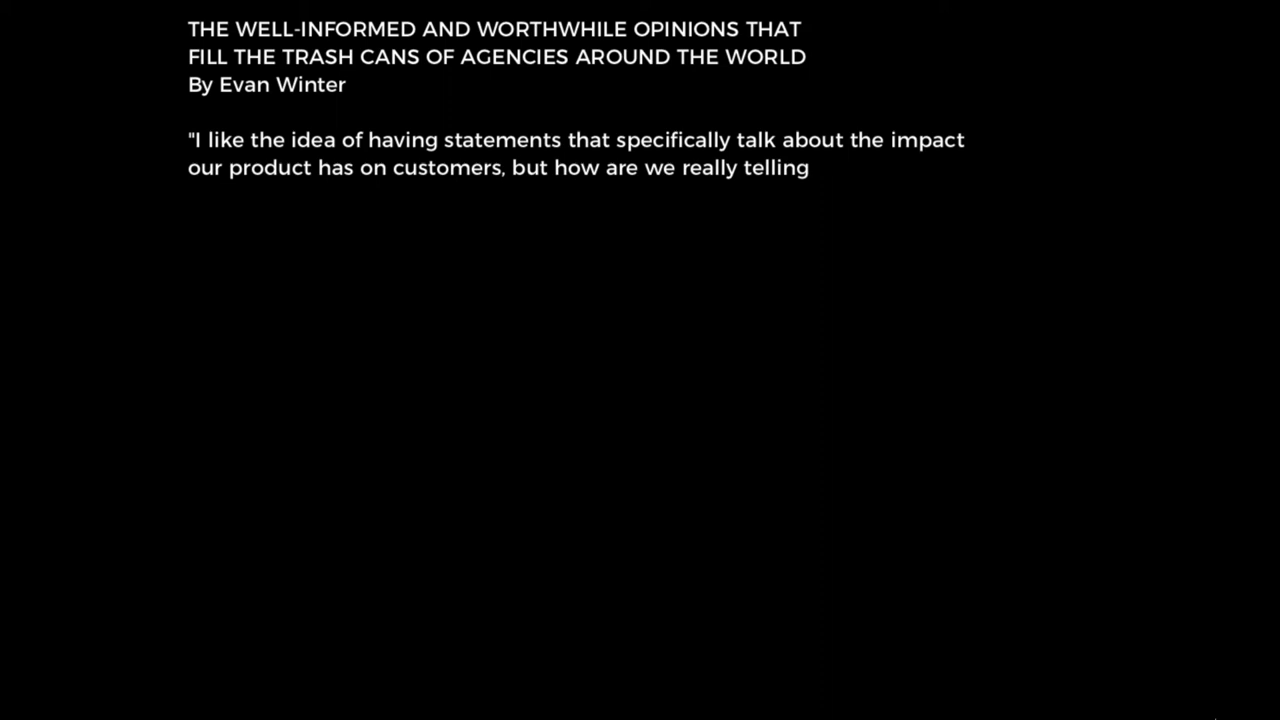 THE WELL-INFORMED AND WORTHWHILE OPINIONS THAT
FILL THE TRASH CANS OF AGENCIES AROUND THE WORLD
By Evan Winter
"I like the idea of having statements that specifically talk about the impact
our product has on customers, but how are we really telling